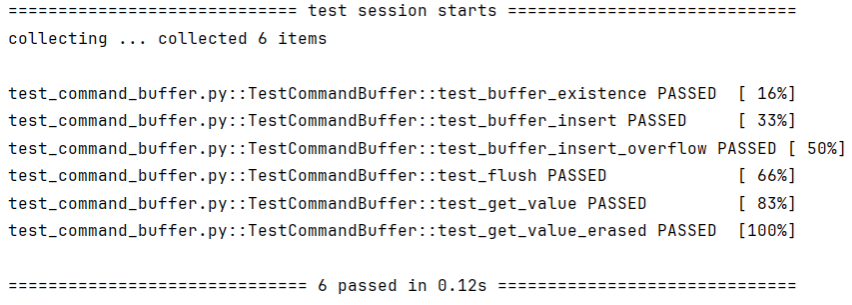 ============================= test session starts =============================
collecting ... collected 6 items
test_command_buffer.py::TestCommandBuffer::test_buffer_existence PASSED  [ 16%]
test_command_buffer.py::TestCommandBuffer::test_buffer_insert PASSED     [ 33%]
test_command_buffer.py::TestCommandBuffer::test_buffer_insert_overflow PASSED [ 50%]
test_command_buffer.py::TestCommandBuffer::test_flush PASSED             [ 66%]
test_command_buffer.py::TestCommandBuffer::test_get_value PASSED         [ 83%]
test_command_buffer.py::TestCommandBuffer::test_get_value_erased PASSED  [100%]
============================== 6 passed in 0.12s ==============================